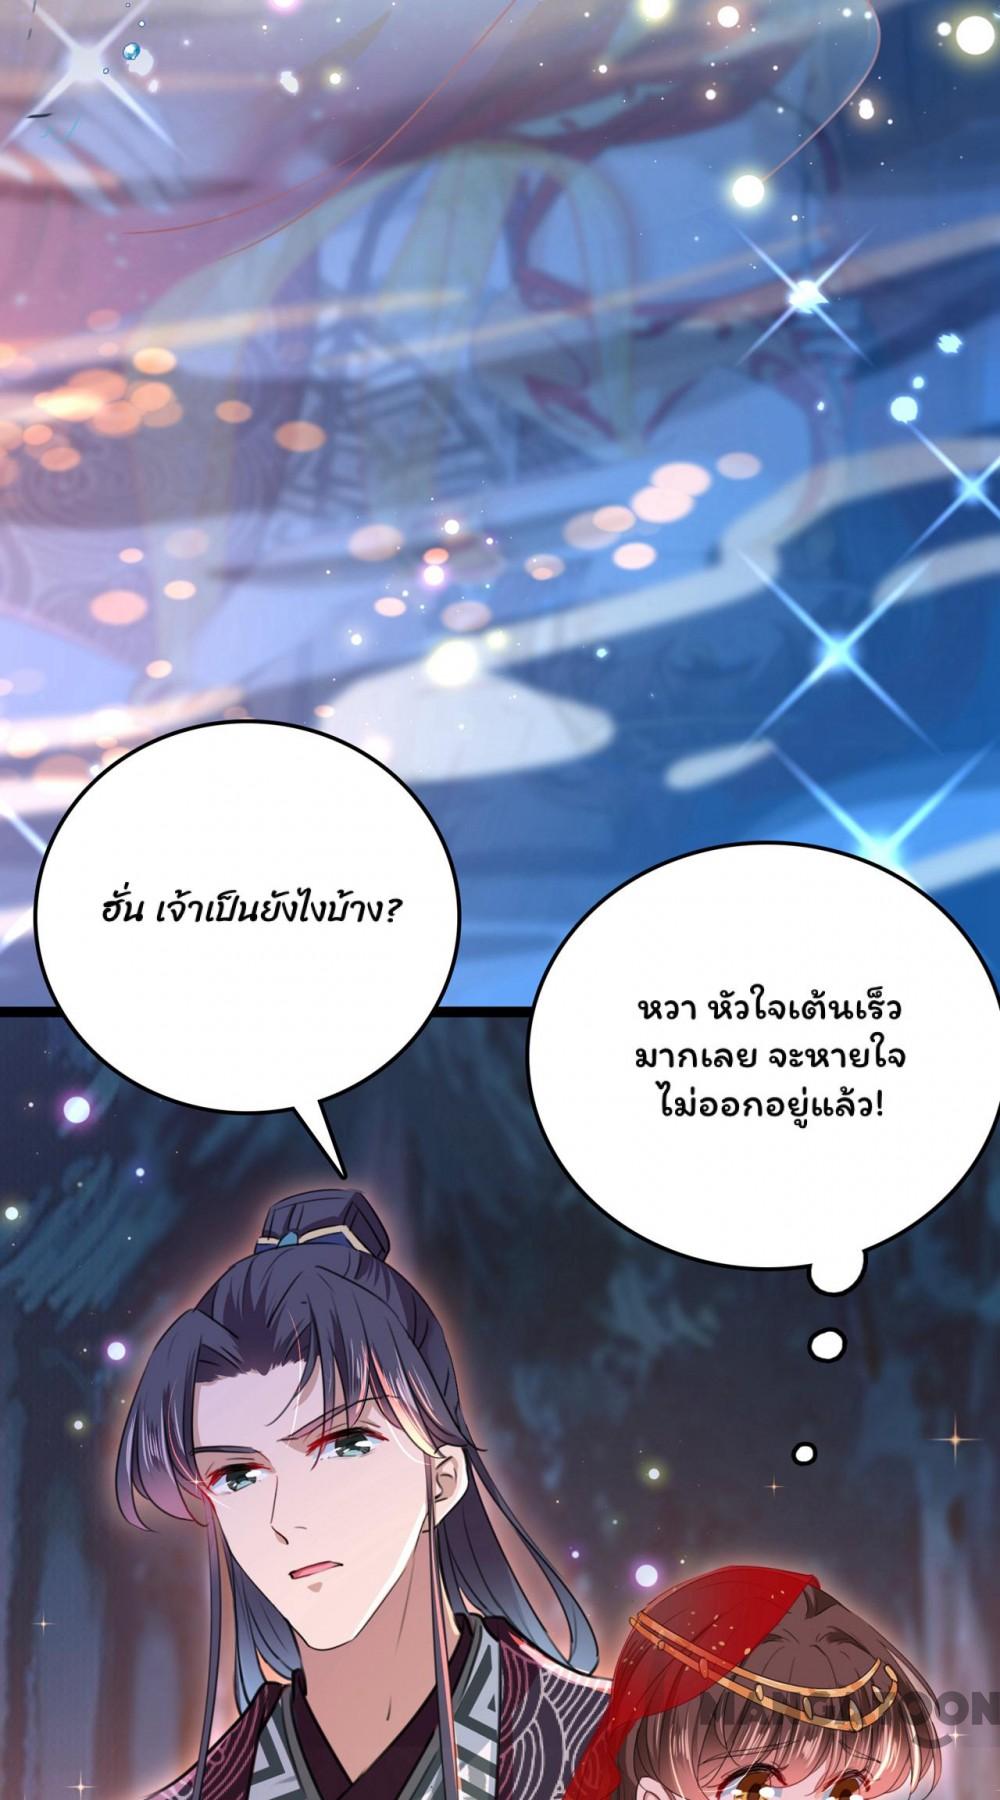 ฮั่น เจ้าเป็นยังไงบ้าง?
หวา หัวใจเต้นเร็ว
มากเลย จะหายใจ
ไม่ออกอยู่แล้ว!
MANGATOON